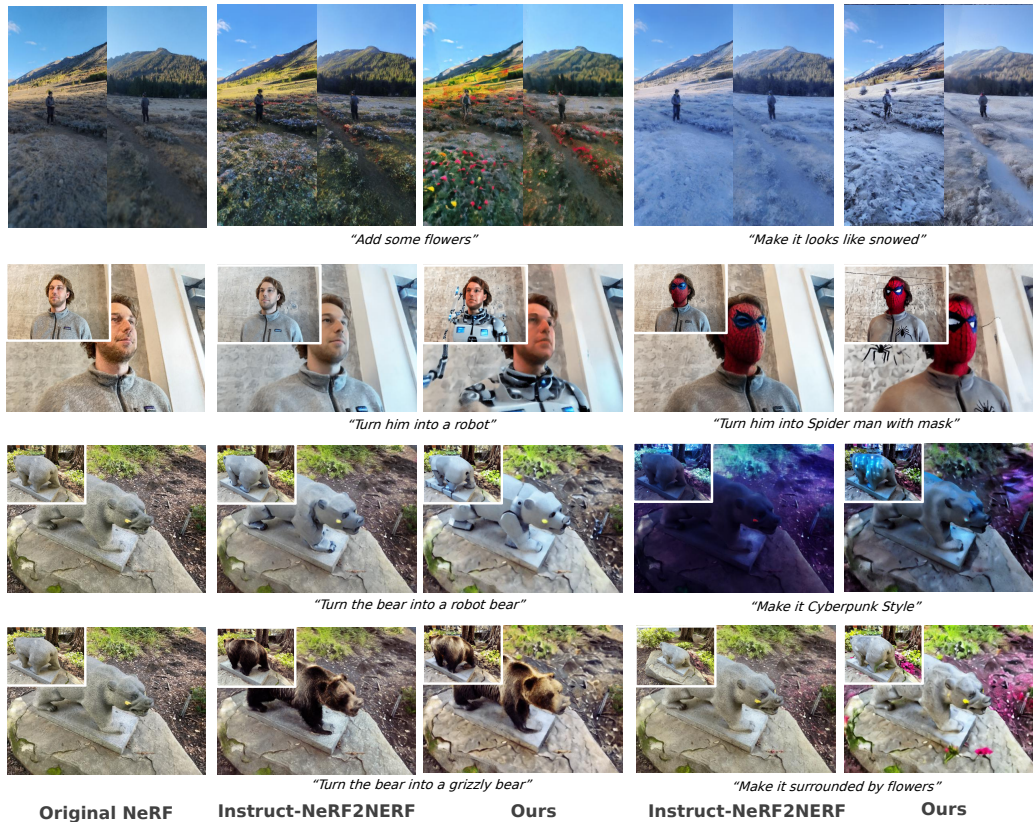 “Add some flowers”
“Make it looks like snowed”
“Turn him into a robot”
“Turn him into Spider man with mask”
“Turn the bear into a robot bear”
“Make it Cyberpunk Style”
“Turn the bear into a grizzly bear”
“Make it surrounded by flowers”
Original NeRF
Instruct-NeRF2NERF
Ours
Instruct-NeRF2NERF
Ours